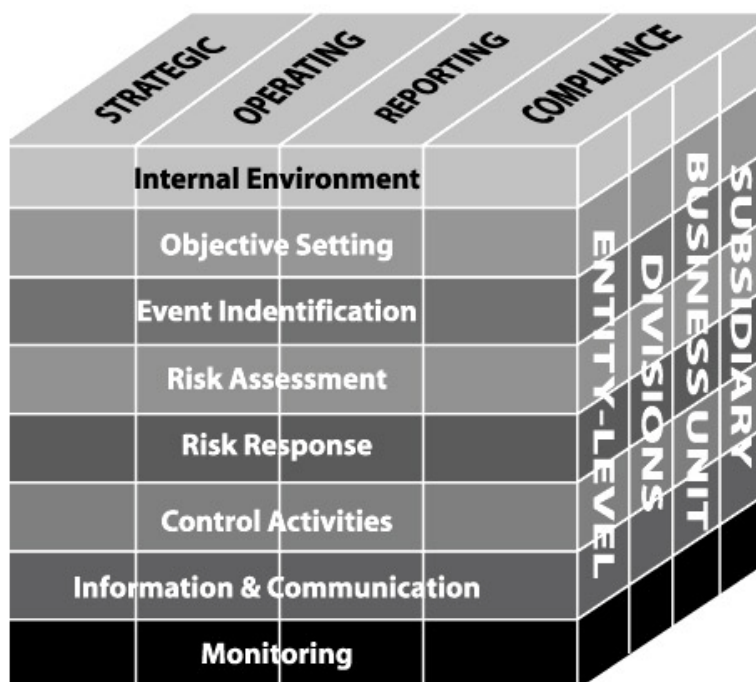 STRATEGIC
OPERATING
REPORTING
COMPLIANCE
Internal Environment
Objective Setting
Event Indentification
Risk Assessment
Risk Response
Control Activities
Information & Communication
Monitoring
ENTITY-LEVEL
DIVISIONS
BUSINESS UNIT
SUBSIDIARY